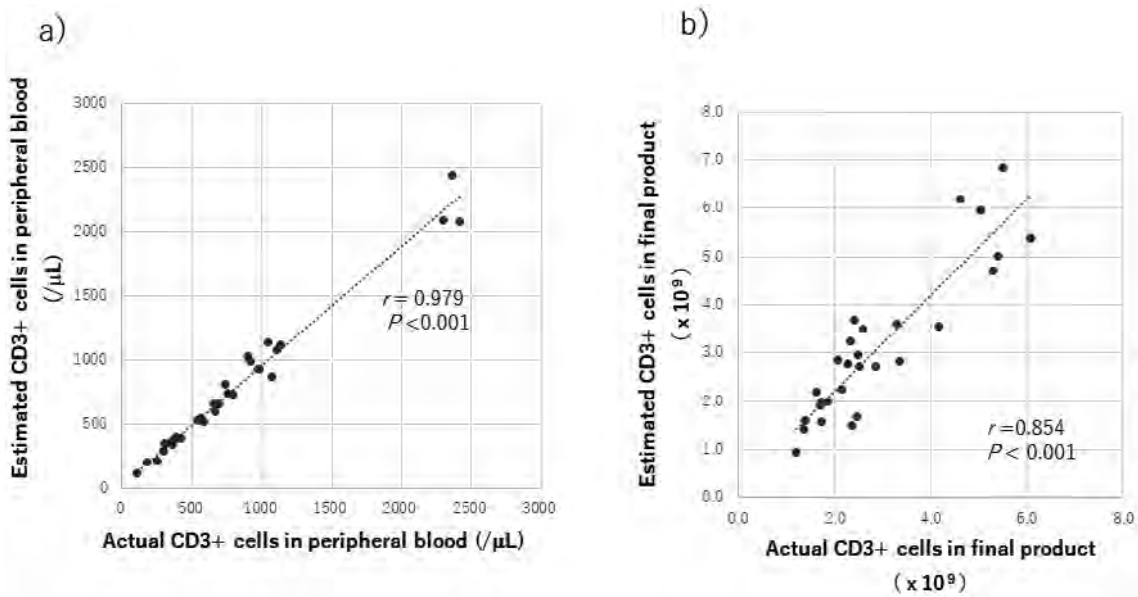 a)
Estimated CD3+ cells in peripheral blood
(/μL)
3000
2500
2000
1500
1000
500
0
r = 0.979
P<0.001
0 500 1000 1500 2000 2500 3000
Actual CD3+ cells in peripheral blood (/μL)
b)
Estimated CD3+ cells in final product
( x 10⁹)
8.0
7.0
6.0
5.0
4.0
3.0
2.0
1.0
0.0
r =0.854
P < 0.001
0.0 2.0 4.0 6.0 8.0
Actual CD3+ cells in final product
( x 10⁹)